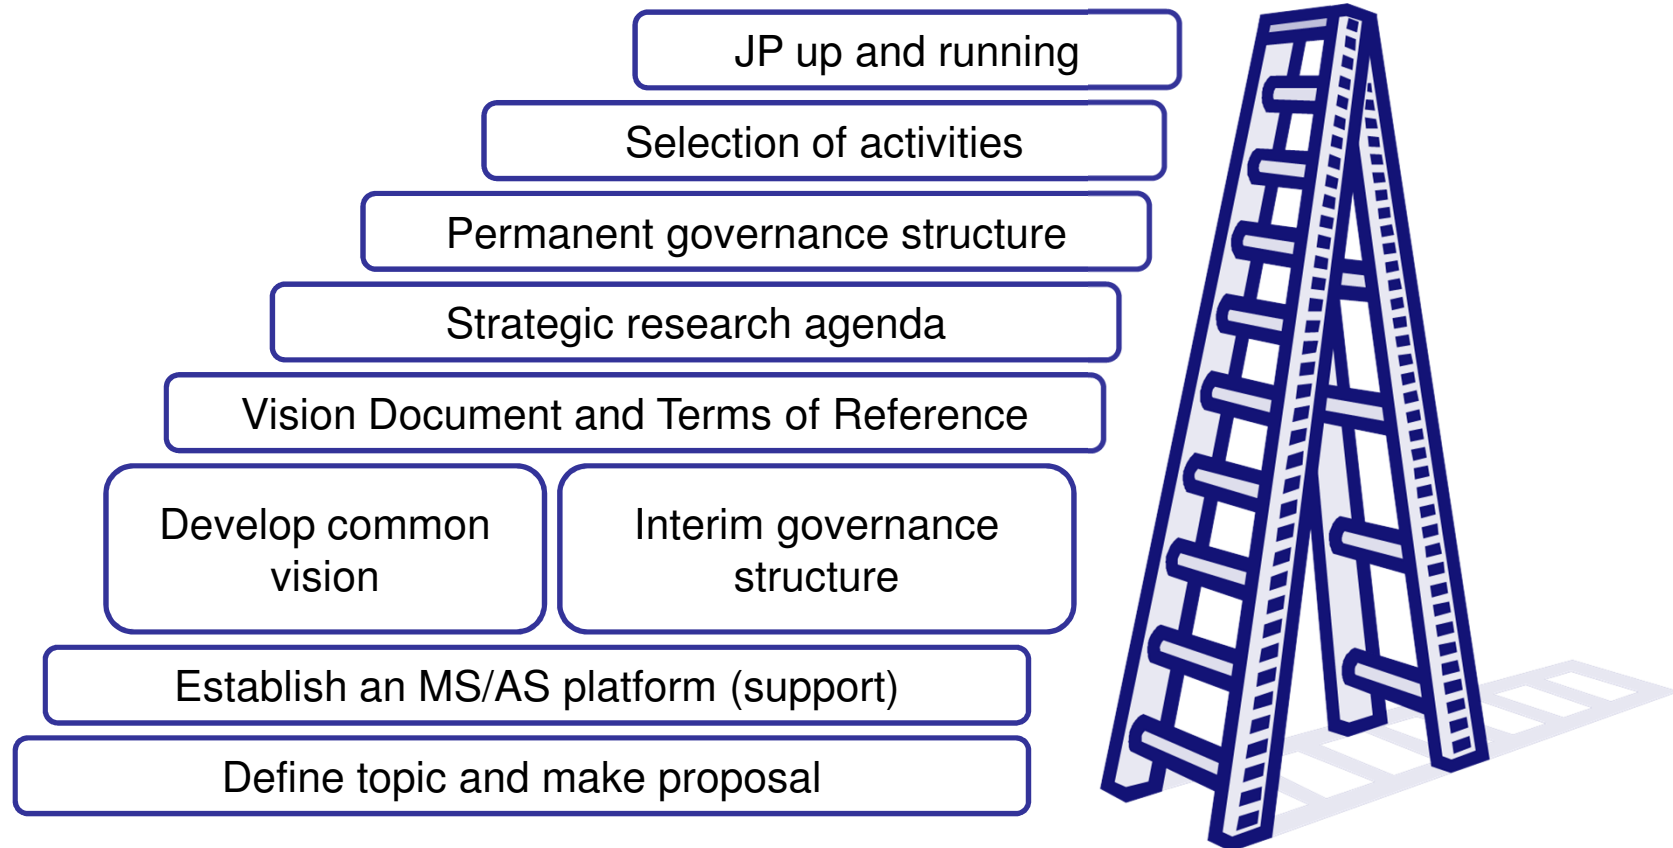 JP up and running
Selection of activities
Permanent governance structure
Strategic research agenda
Vision Document and Terms of Reference
Develop common
vision
Interim governance
structure
Establish an MS/AS platform (support)
Define topic and make proposal